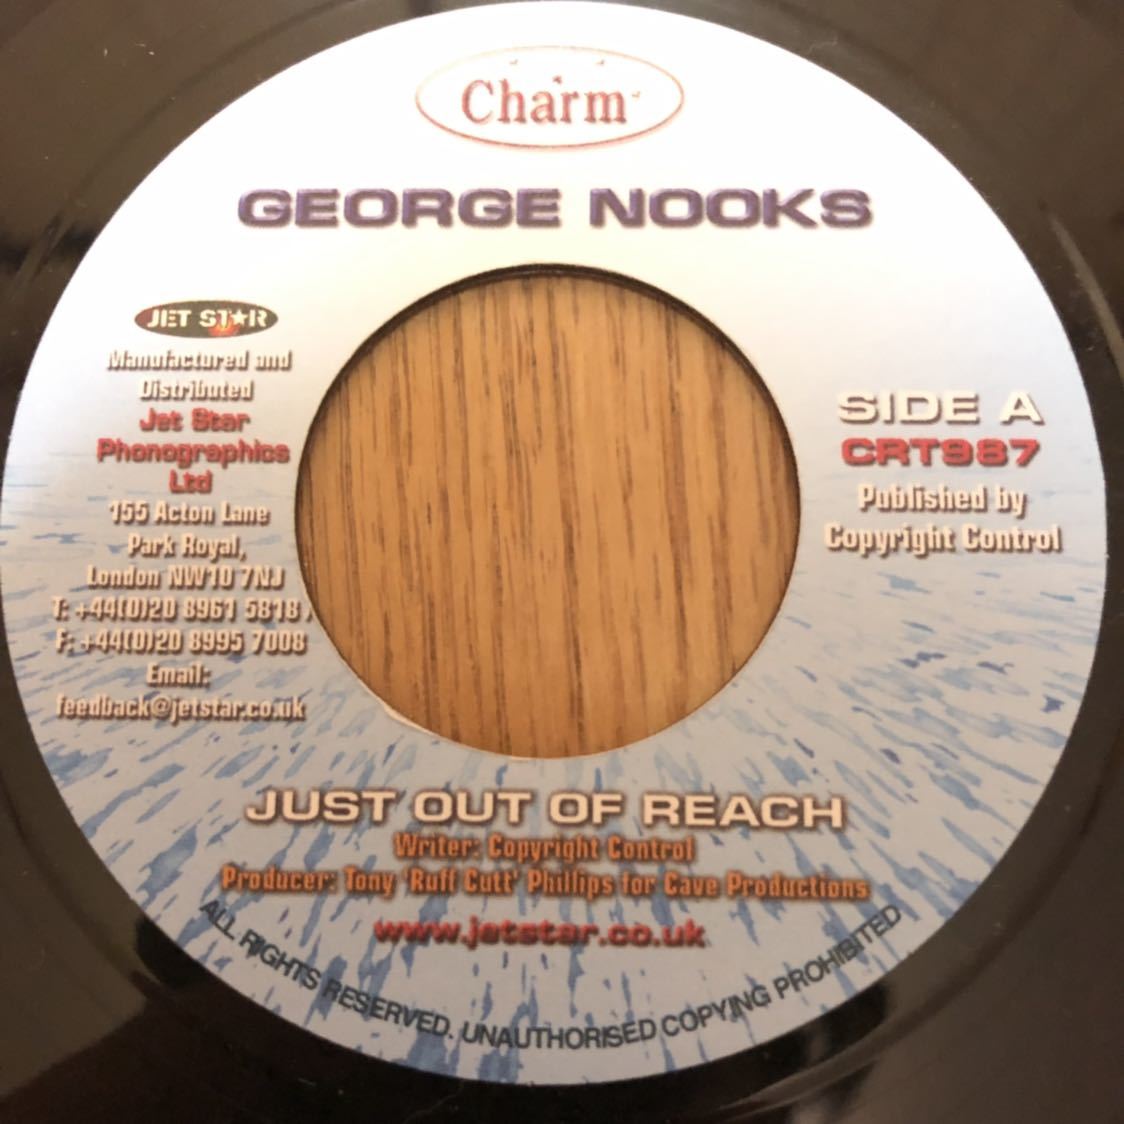 Charm
GEORGE NOOKS
JET STAR
Manufactured and
Distributed
Jet Star
Phonographics
Ltd
155 Acton Lane
Park Royal,
London NW10 7NJ
T: +44(0)20 8961 5818 /
F: +44(0)20 8995 7008
Email:
feedback@jetstar.co.uk
SIDE A
CRT987
Published by
Copyright Control
JUST OUT OF REACH
Writer: Copyright Control
Producer: Tony 'Ruff Cutt' Phillips for Cave Productions
www.jetstar.co.uk
ALL RIGHTS RESERVED. UNAUTHORISED COPYING PROHIBITED